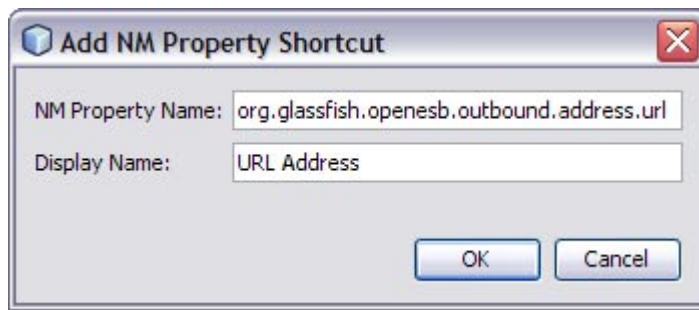 Add NM Property Shortcut
NM Property Name: org.glassfish.openesb.outbound.address.url
Display Name: URL Address
OK Cancel